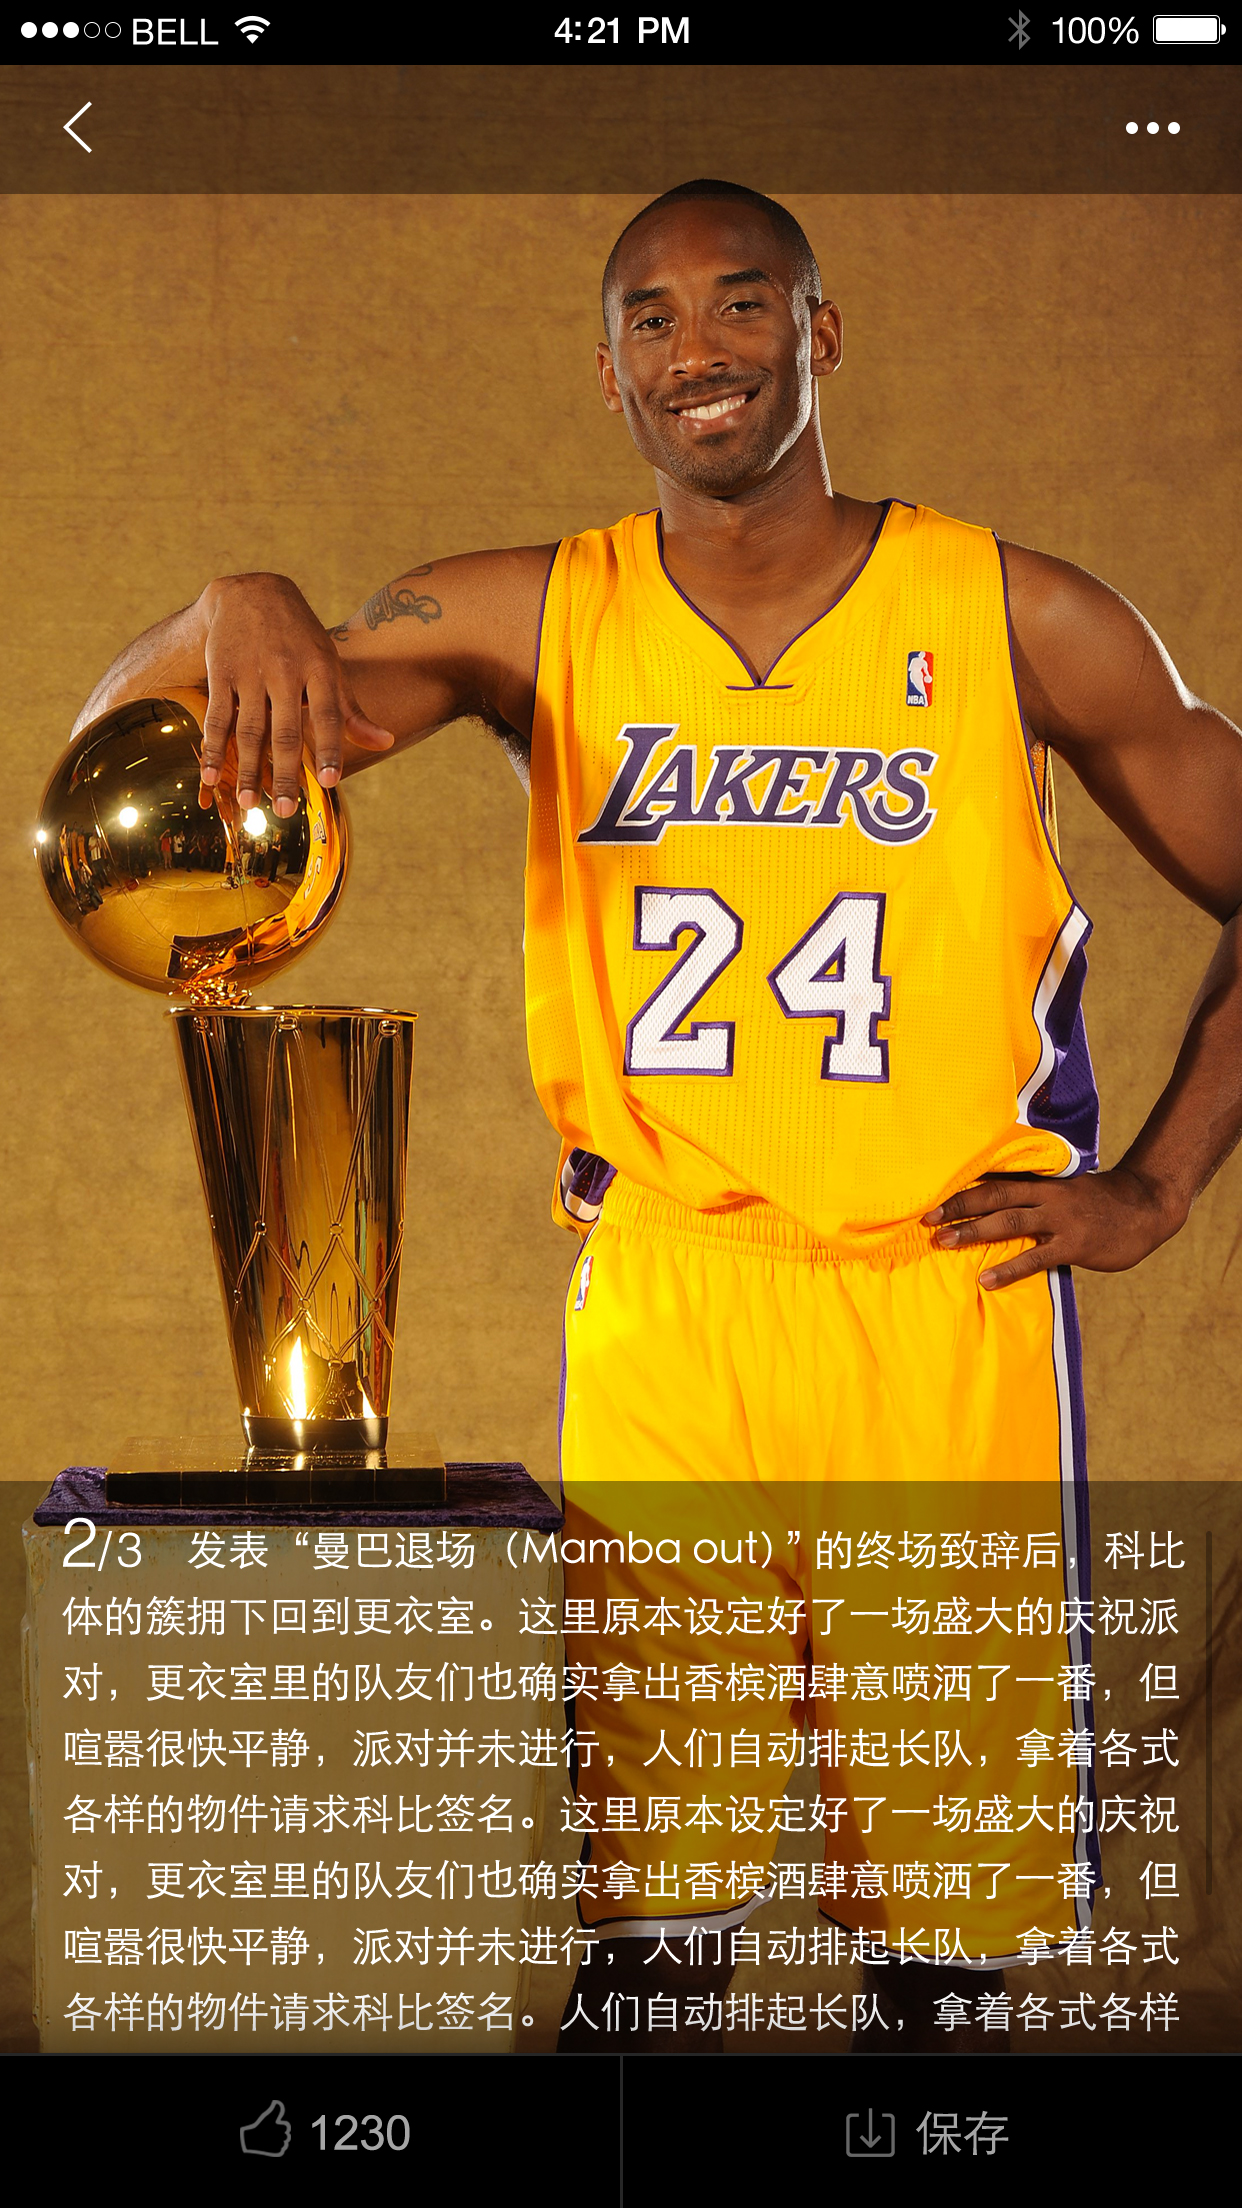 BELL 4:21 PM 100%
NBA
LAKERS
24
2/3 发表“曼巴退场（Mamba out）”的终场致辞后，科比
体的簇拥下回到更衣室。这里原本设定好了一场盛大的庆祝派
对，更衣室里的队友们也确实拿出香槟酒肆意喷洒了一番，但
喧嚣很快平静，派对并未进行，人们自动排起长队，拿着各式
各样的物件请求科比签名。这里原本设定好了一场盛大的庆祝
对，更衣室里的队友们也确实拿出香槟酒肆意喷洒了一番，但
喧嚣很快平静，派对并未进行，人们自动排起长队，拿着各式
各样的物件请求科比签名。人们自动排起长队，拿着各式各样
1230 保存